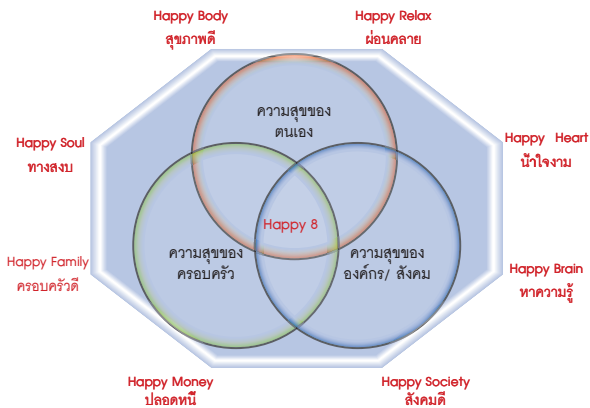 Happy Body
สุขภาพดี
Happy Relax
ผ่อนคลาย
ความสุขของ
ตนเอง
Happy Soul
ทางสงบ
Happy Heart
น้ำใจงาม
Happy 8
ความสุขของ
ครอบครัว
ความสุขของ
องค์กร/ สังคม
Happy Family
ครอบครัวดี
Happy Brain
หาความรู้
Happy Money
ปลอดหนี้
Happy Society
สังคมดี